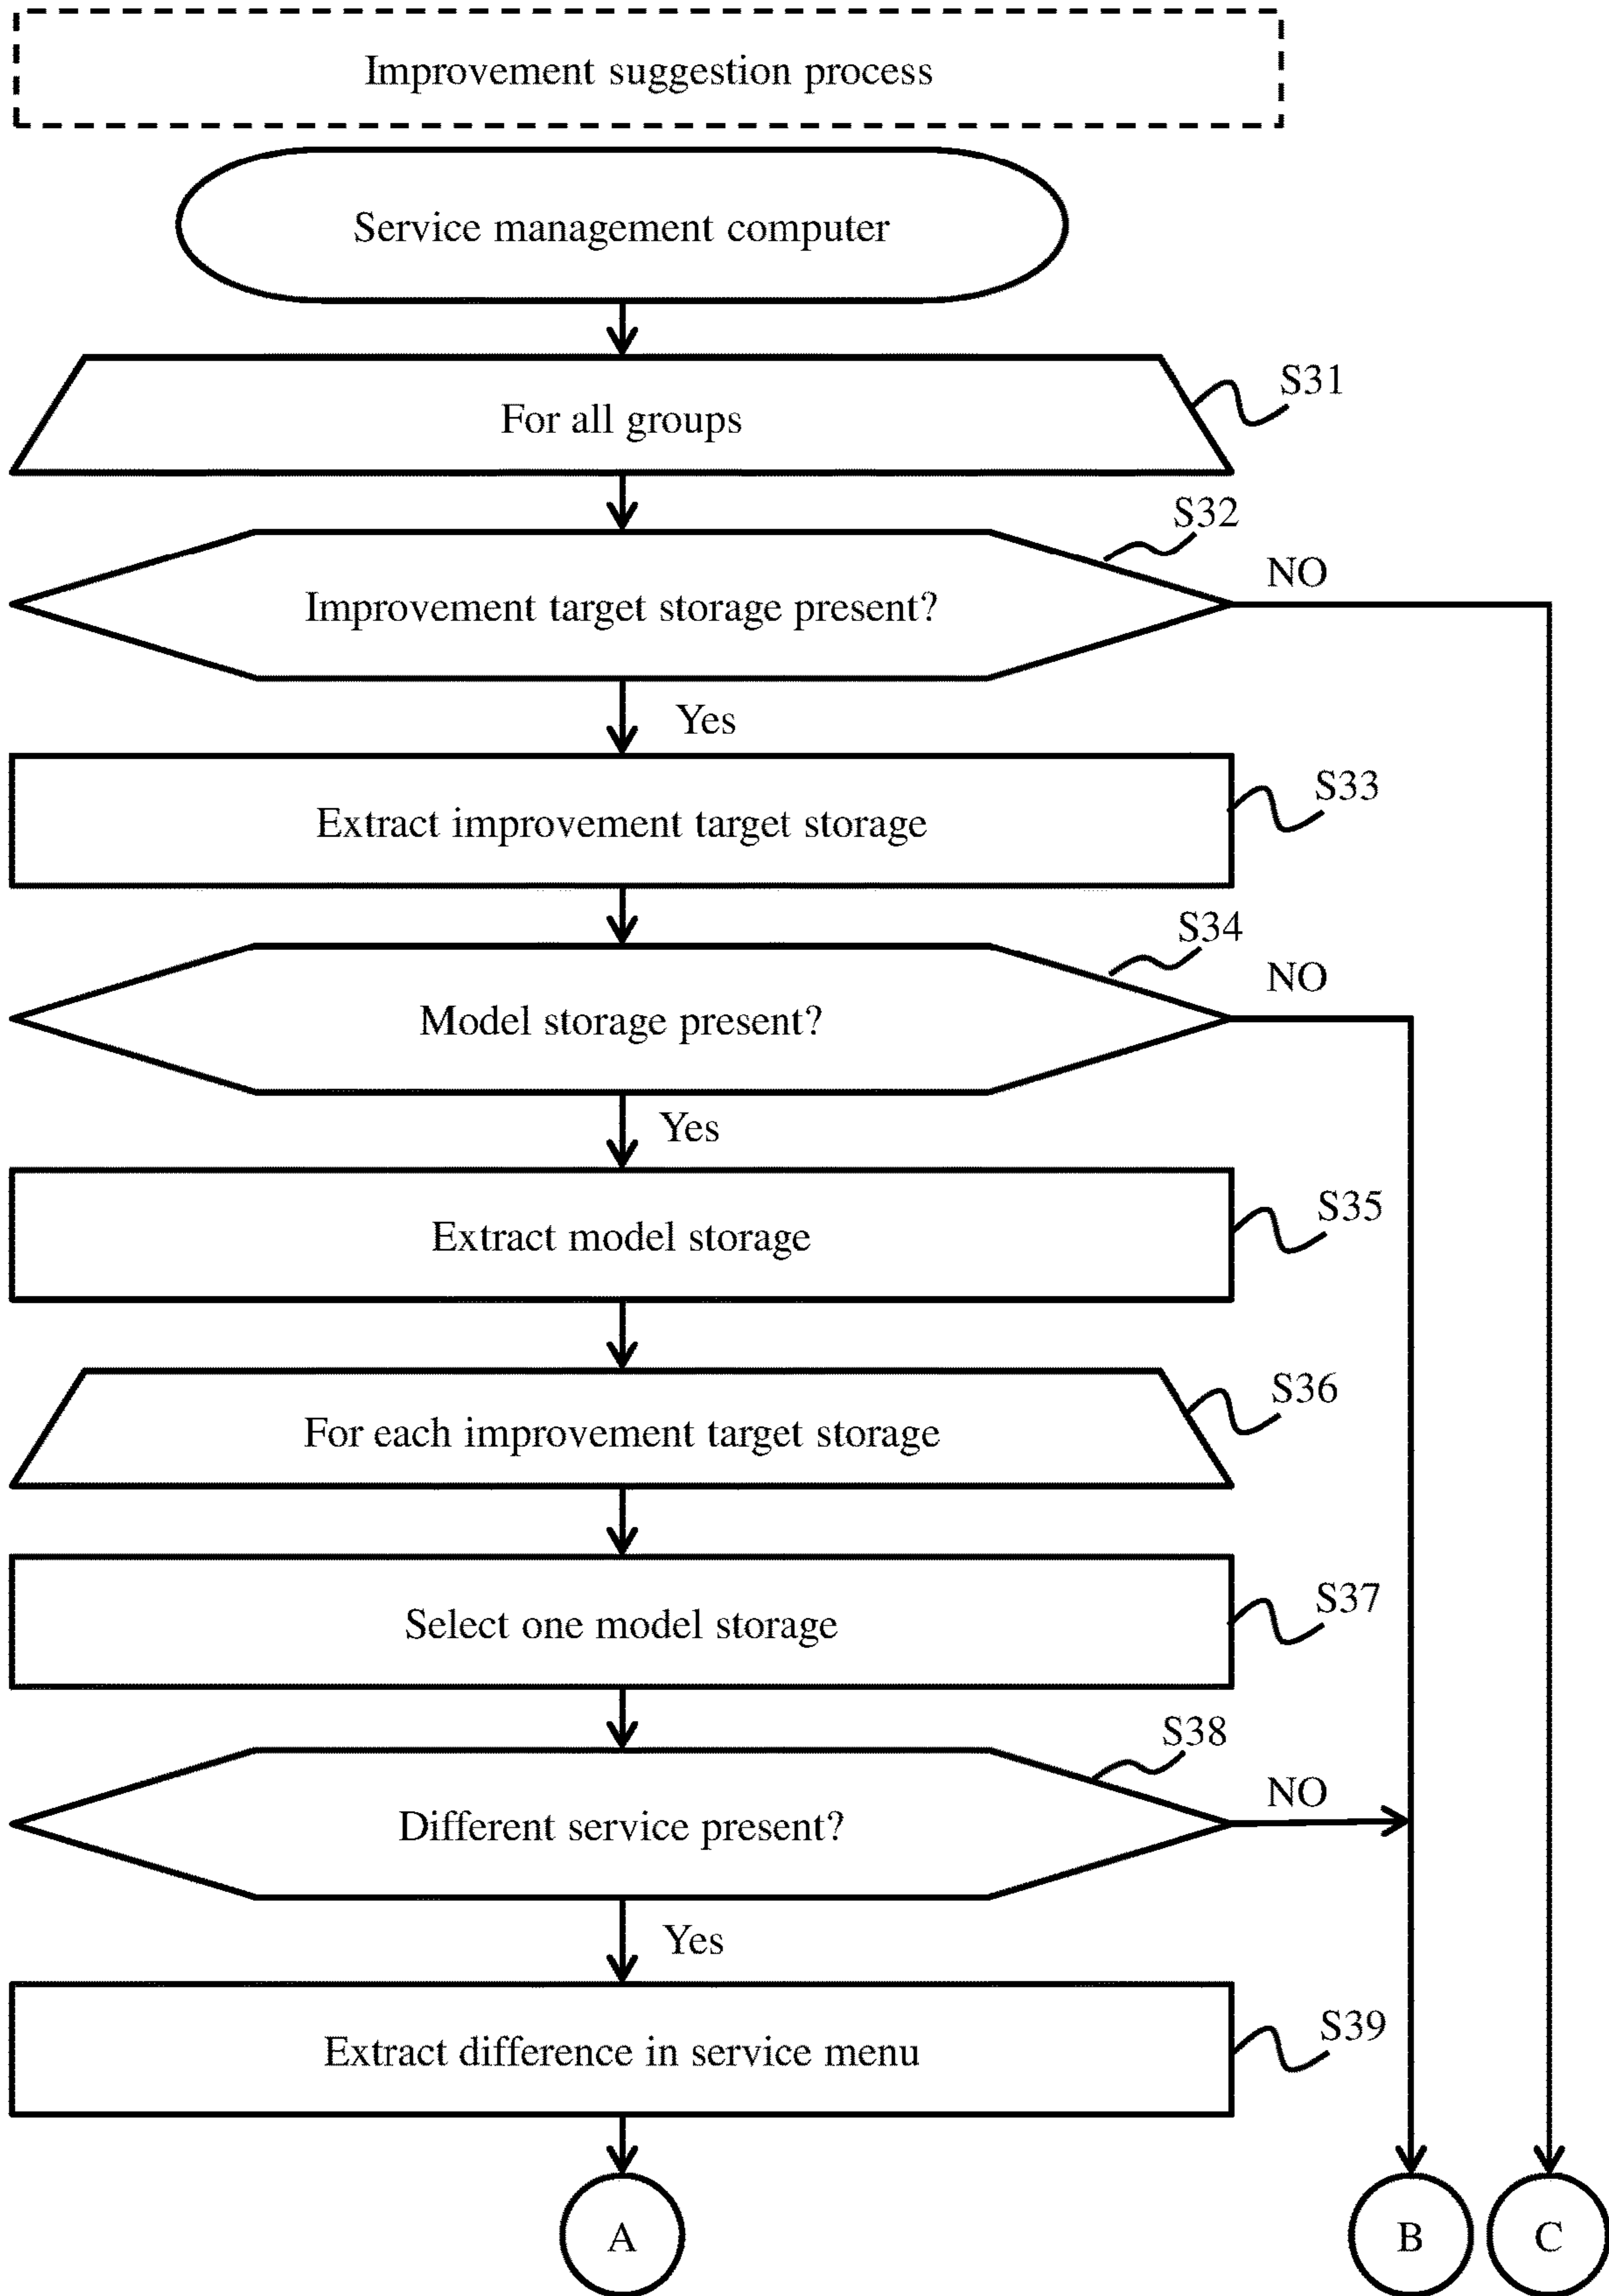 Improvement suggestion process
Service management computer
S31
For all groups
S32
NO
Improvement target storage present?
Yes
S33
Extract improvement target storage
S34
NO
Model storage present?
Yes
S35
Extract model storage
S36
For each improvement target storage
S37
Select one model storage
S38
NO
Different service present?
Yes
S39
Extract difference in service menu
A
B
C